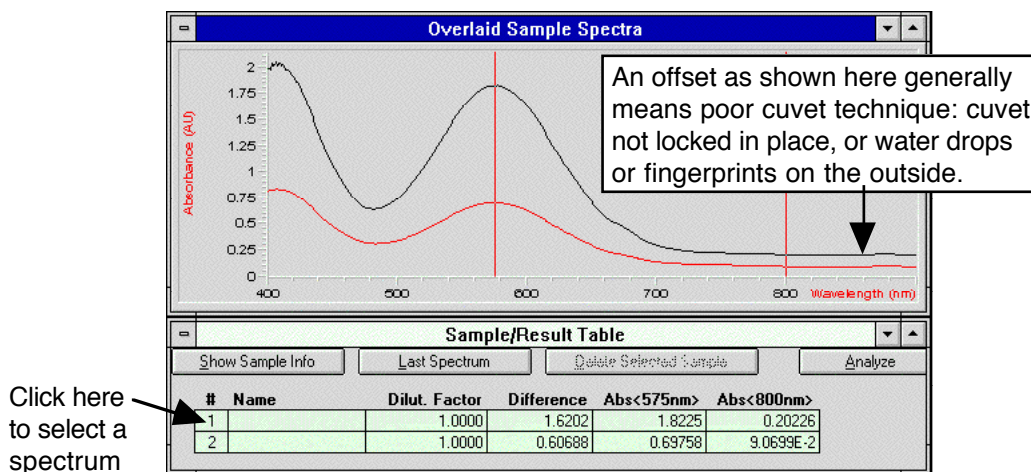 Overlaid Sample Spectra
An offset as shown here generally
means poor cuvet technique: cuvet
not locked in place, or water drops
or fingerprints on the outside.
Absorbance (AU)
2
1.75
1.5
1.25
1
0.75
0.5
0.25
0
400 500 600 700 800 Wavelength (nm)
Sample/Result Table
Show Sample Info Last Spectrum Delete Selected Sample Analyze
Click here
to select a
spectrum
# Name Dilut. Factor Difference Abs<575nm> Abs<800nm>
1 1.0000 1.6202 1.8225 0.20226
2 1.0000 0.60688 0.69758 9.0699E-2